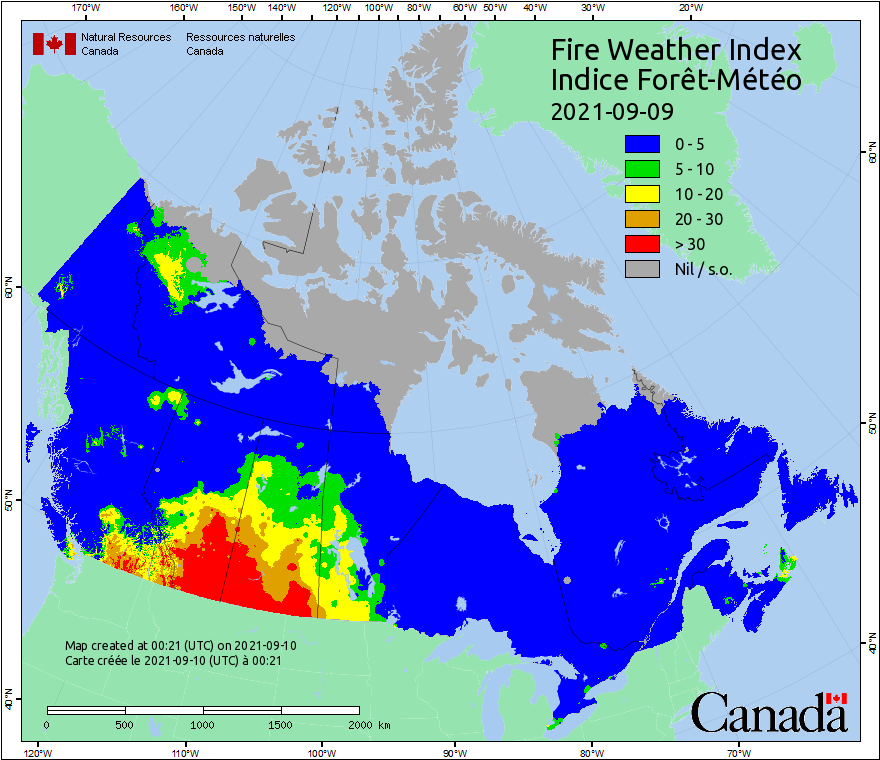 170°W 160°W 150°W 140°W 130°W 120°W 110°W 100°W 90°W 80°W 70°W 60°W 50°W 40°W 30°W 20°W
Natural Resources
Canada
Ressources naturelles
Canada
Fire Weather Index
Indice Forêt-Météo
2021-09-09
0 - 5
5 - 10
10 - 20
20 - 30
> 30
Nil / s.o.
60°N
50°N
40°N
60°N
50°N
40°N
Map created at 00:21 (UTC) on 2021-09-10
Carte créée le 2021-09-10 (UTC) à 00:21
0 500 1000 1500 2000 km
Canada
120°W 110°W 100°W 90°W 80°W 70°W